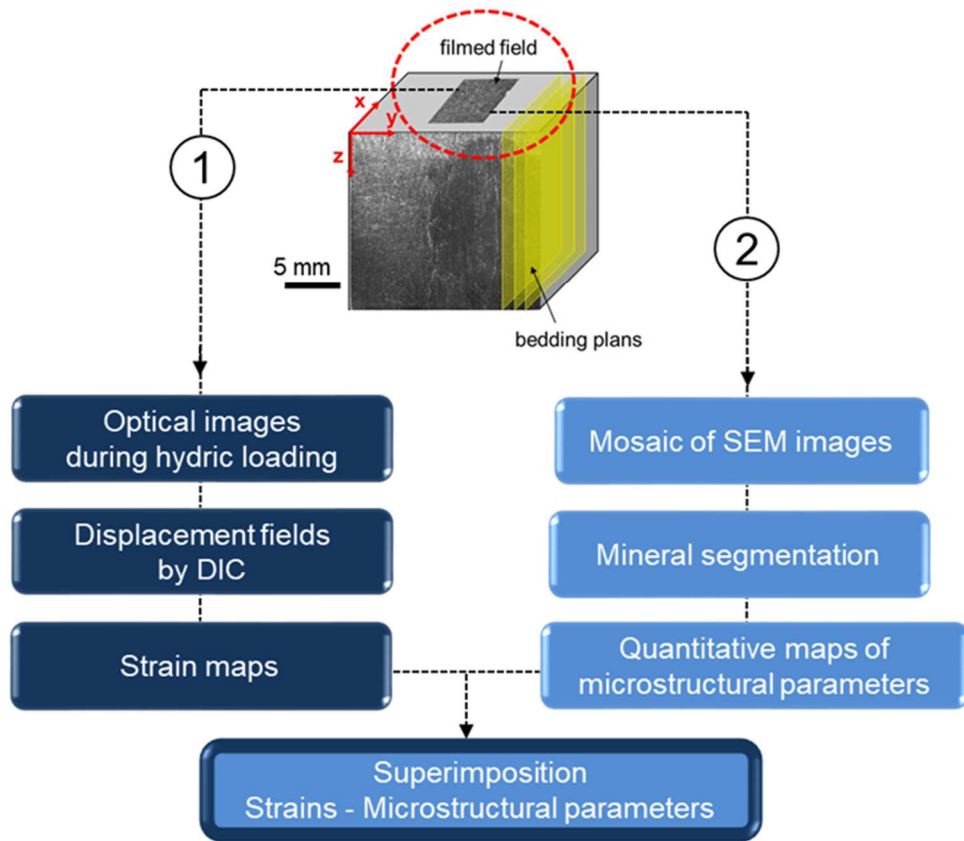 filmed field
x
y
z
1
2
5 mm
bedding plans
Optical images
during hydric loading
Displacement fields
by DIC
Strain maps
Mosaic of SEM images
Mineral segmentation
Quantitative maps of
microstructural parameters
Superimposition
Strains - Microstructural parameters